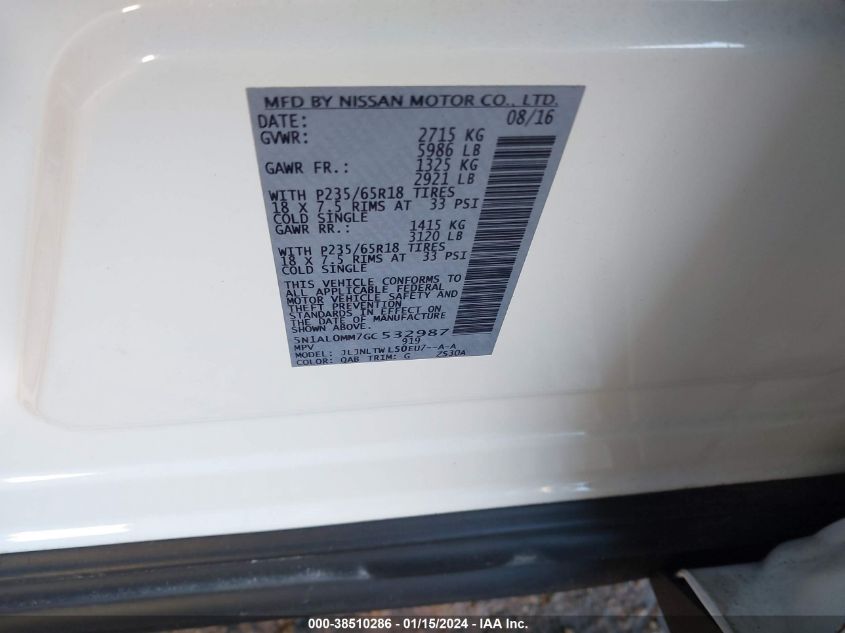 MFD BY NISSAN MOTOR CO., LTD.
DATE: 08/16
GVWR: 2715 KG
5986 LB
GAWR FR.: 1325 KG
2921 LB
WITH P235/65R18 TIRES
18 X 7.5 RIMS AT 33 PSI
COLD SINGLE
GAWR RR.: 1415 KG
3120 LB
WITH P235/65R18 TIRES
18 X 7.5 RIMS AT 33 PSI
COLD SINGLE
THIS VEHICLE CONFORMS TO
ALL APPLICABLE FEDERAL
MOTOR VEHICLE SAFETY AND
THEFT PREVENTION
STANDARDS IN EFFECT ON
THE DATE OF MANUFACTURE
SHOWN ABOVE.
5N1AL0MM7GC532987
MPV 919
MODEL: JLJNLTWL50EU7--A-A
COLOR: QAB TRIM: G Z530A
000-38510286 - 01/15/2024 - IAA Inc.